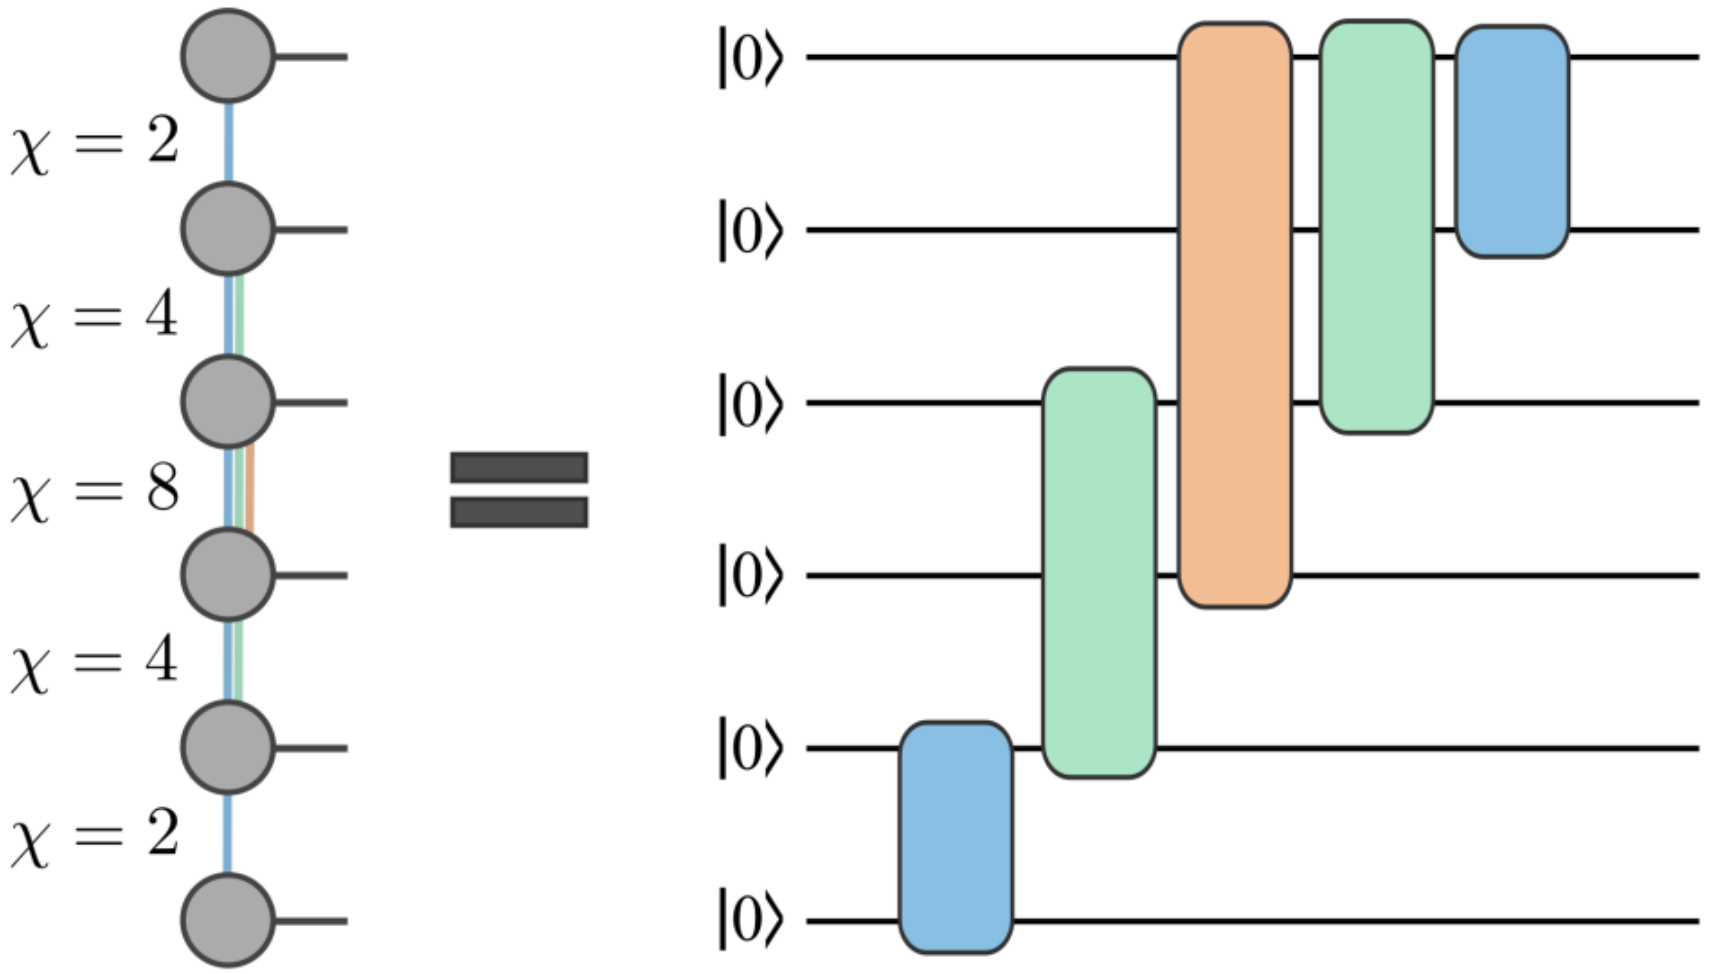 |0⟩
χ = 2
|0⟩
χ = 4
|0⟩
χ = 8
|0⟩
χ = 4
|0⟩
χ = 2
|0⟩